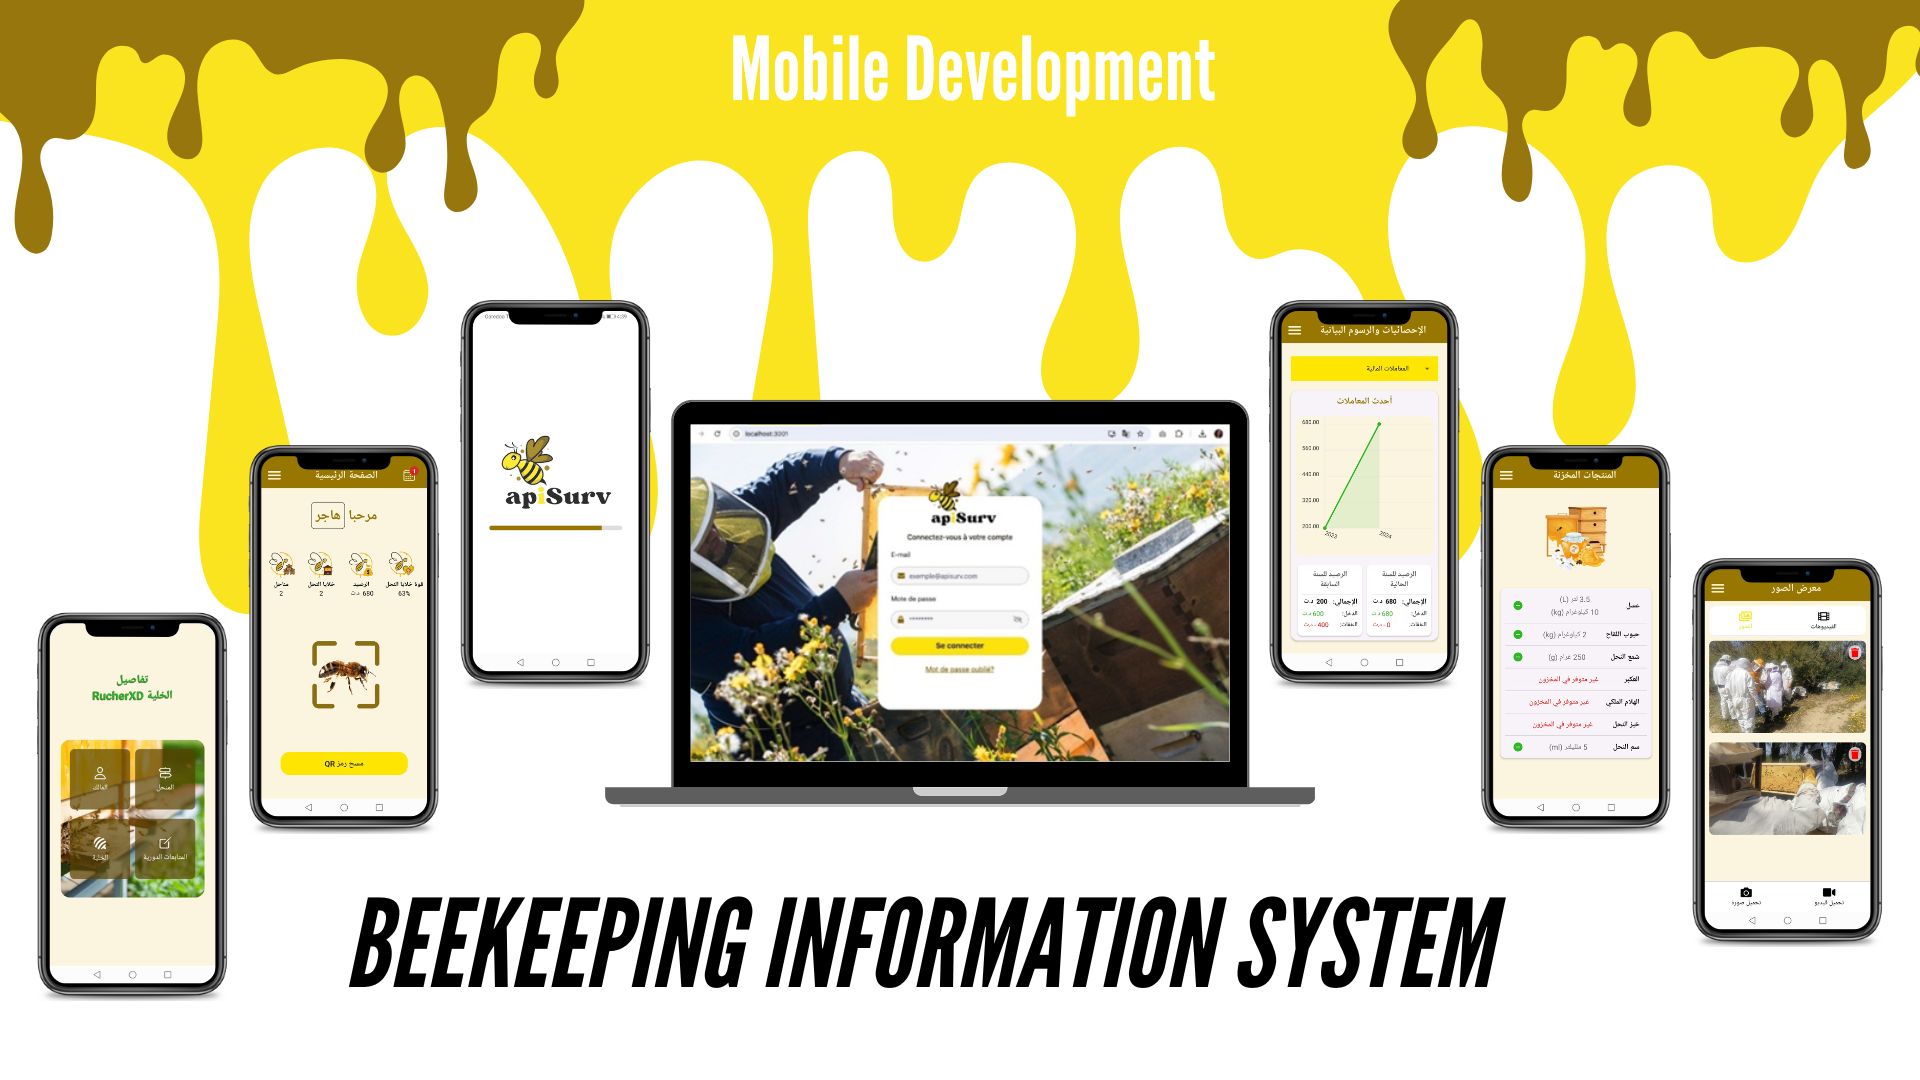 Mobile Development
apiSurv
localhost:3001
apiSurv
Connectez-vous à votre compte
E-mail
exemple@apisurv.com
Mote de passe
Se connecter
Mot de passe oublié?
الإحصائيات والرسوم البيانية
المعاملات المالية
أحدث المعاملات
680.00
560.00
440.00
320.00
200.00
2023
2024
الرصيد للسنة الحالية
الإجمالي: 680 د.ت
الدخل: 680 د.ت
النفقات: 0 - د.ت
الرصيد للسنة السابقة
الإجمالي: 200 د.ت
الدخل: 600 د.ت
النفقات: 400 - د.ت
الصفحة الرئيسية
1
مرحبا هاجر
قوة خلايا النحل
63%
الرصيد
680 د.ت
خلايا النحل
2
مناحل
2
مسح رمز QR
المنتجات المخزنة
عسل
3.5 لتر (L)
10 كيلوغرام (kg)
حبوب اللقاح 2 كيلوغرام (kg)
شمع النحل 250 غرام (g)
العكبر غير متوفر في المخزون
الهلام الملكي غير متوفر في المخزون
خبز النحل غير متوفر في المخزون
سم النحل 5 مليلتر (ml)
معرض الصور
الفيديوهات
الصور
تحميل فيديو
تحميل صورة
تفاصيل
الخلية RucherXD
المنحل
المالك
المتابعات الدورية
الخلية
BEEKEEPING INFORMATION SYSTEM